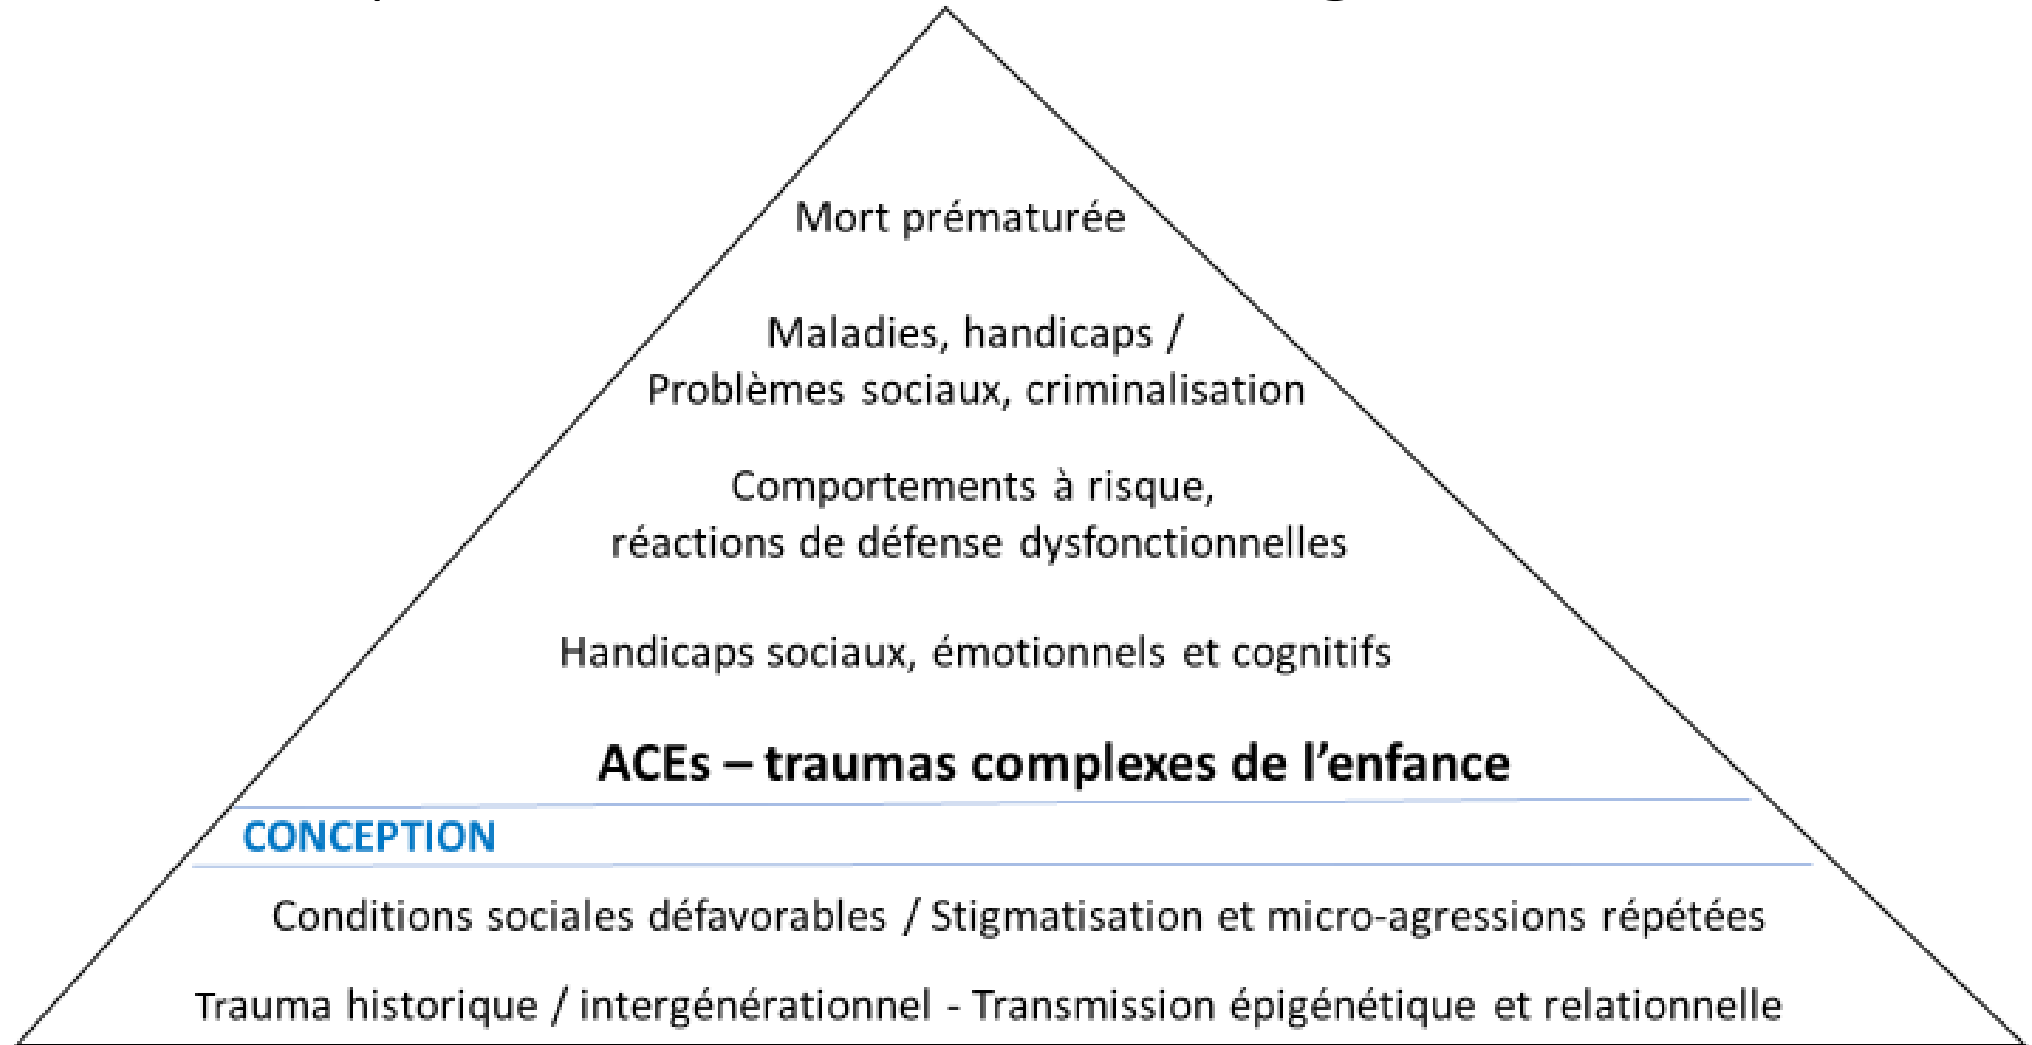 Mort prématurée
Maladies, handicaps /
Problèmes sociaux, criminalisation
Comportements à risque,
réactions de défense dysfonctionnelles
Handicaps sociaux, émotionnels et cognitifs
ACEs – traumas complexes de l’enfance
CONCEPTION
Conditions sociales défavorables / Stigmatisation et micro-agressions répétées
Trauma historique / intergénérationnel - Transmission épigénétique et relationnelle